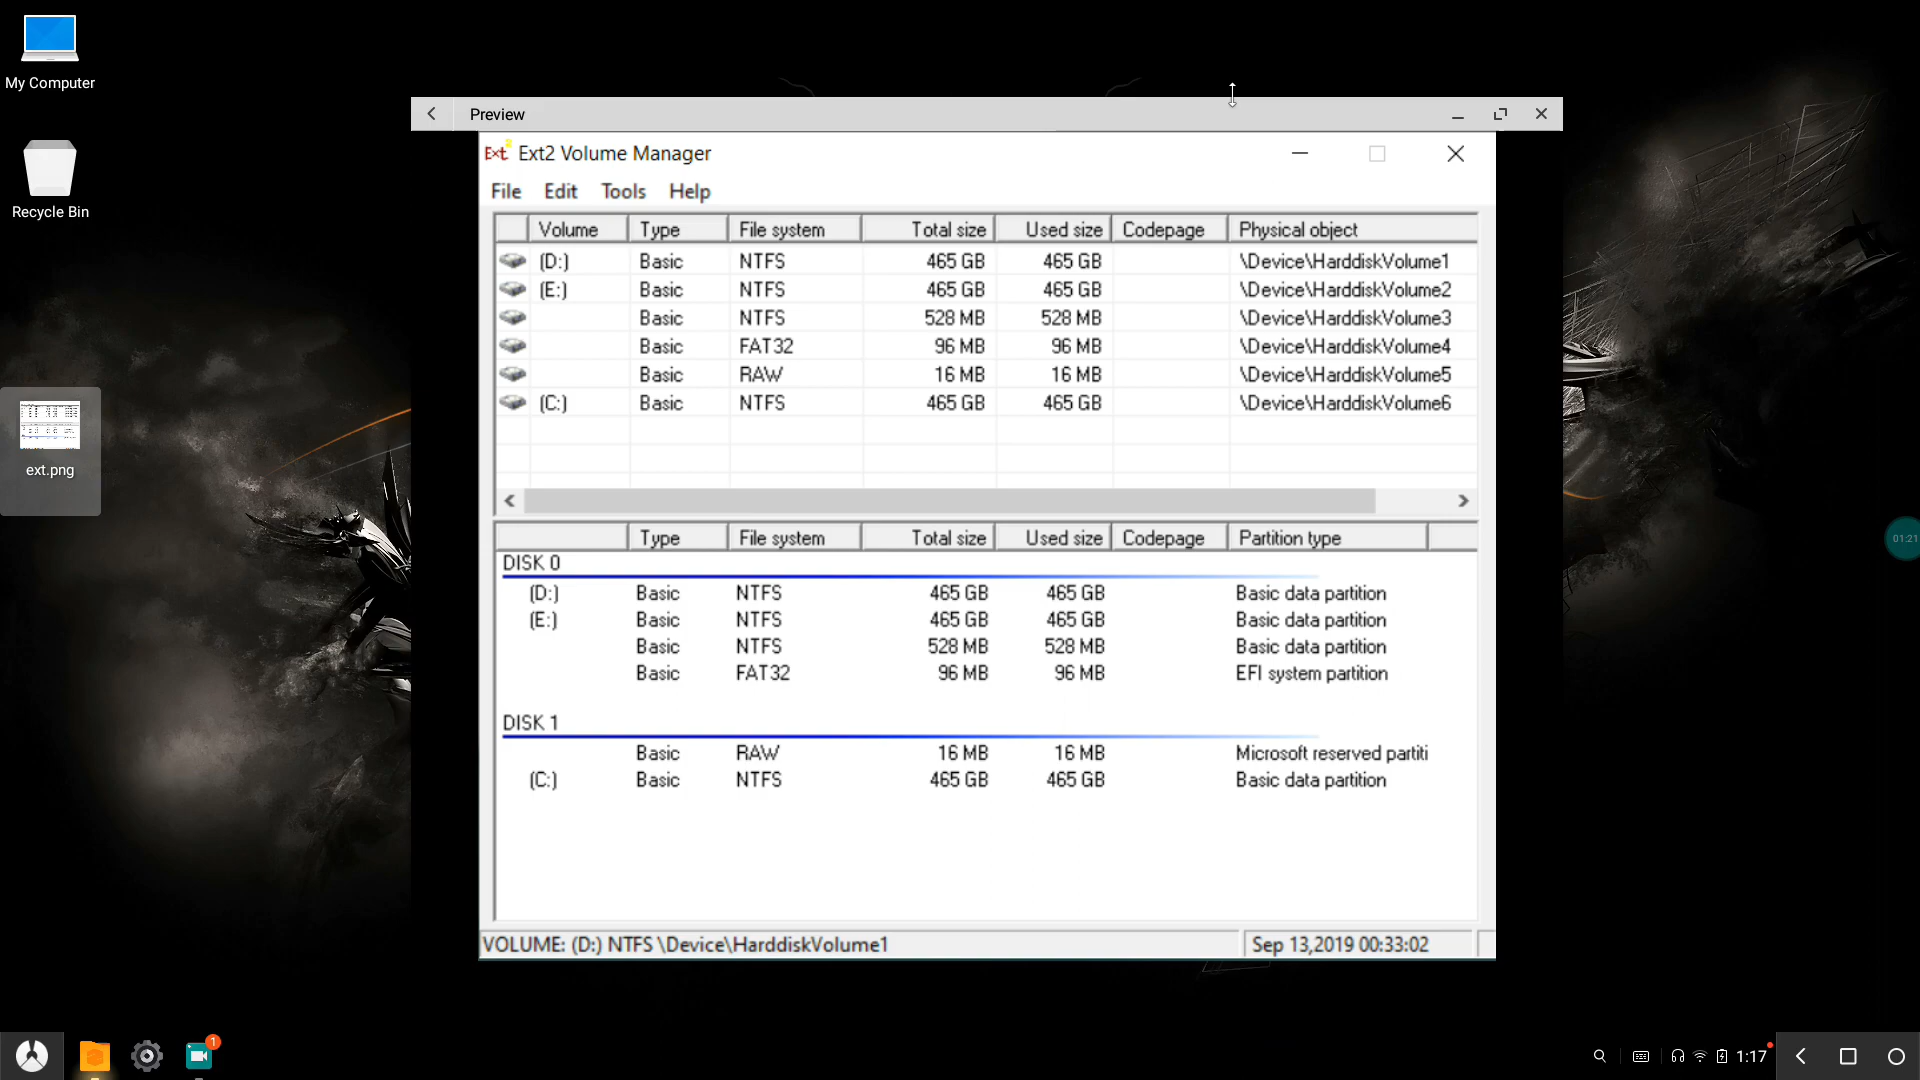 My Computer
Recycle Bin
ext.png
Preview
Ext2 Ext2 Volume Manager
File Edit Tools Help
Volume Type File system Total size Used size Codepage Physical object
(D:) Basic NTFS 465 GB 465 GB \Device\HarddiskVolume1
(E:) Basic NTFS 465 GB 465 GB \Device\HarddiskVolume2
Basic NTFS 528 MB 528 MB \Device\HarddiskVolume3
Basic FAT32 96 MB 96 MB \Device\HarddiskVolume4
Basic RAW 16 MB 16 MB \Device\HarddiskVolume5
(C:) Basic NTFS 465 GB 465 GB \Device\HarddiskVolume6
Type File system Total size Used size Codepage Partition type
DISK 0
(D:) Basic NTFS 465 GB 465 GB Basic data partition
(E:) Basic NTFS 465 GB 465 GB Basic data partition
Basic NTFS 528 MB 528 MB Basic data partition
Basic FAT32 96 MB 96 MB EFI system partition
DISK 1
Basic RAW 16 MB 16 MB Microsoft reserved partiti
(C:) Basic NTFS 465 GB 465 GB Basic data partition
VOLUME: (D:) NTFS \Device\HarddiskVolume1 Sep 13,2019 00:33:02
01:21
1
1:17